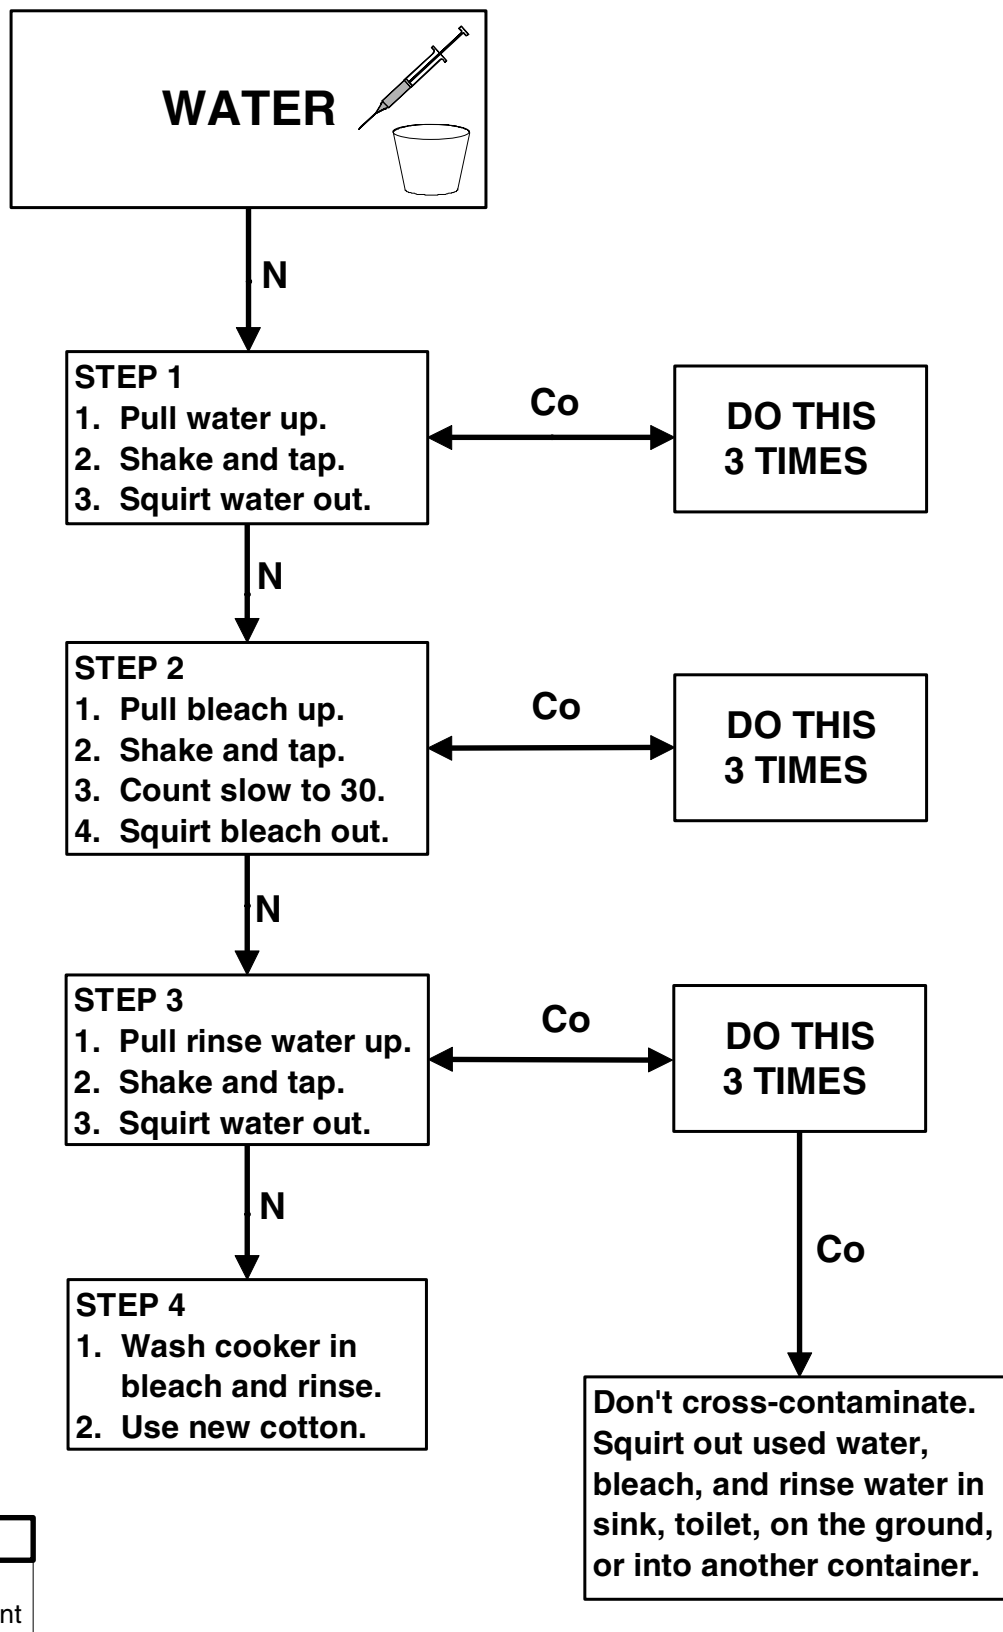 WATER
N
STEP 1
1. Pull water up.
2. Shake and tap.
3. Squirt water out.
Co
DO THIS
3 TIMES
N
STEP 2
1. Pull bleach up.
2. Shake and tap.
3. Count slow to 30.
4. Squirt bleach out.
Co
DO THIS
3 TIMES
N
STEP 3
1. Pull rinse water up.
2. Shake and tap.
3. Squirt water out.
Co
DO THIS
3 TIMES
N
Co
STEP 4
1. Wash cooker in
bleach and rinse.
2. Use new cotton.
Don't cross-contaminate.
Squirt out used water,
bleach, and rinse water in
sink, toilet, on the ground,
or into another container.
nt